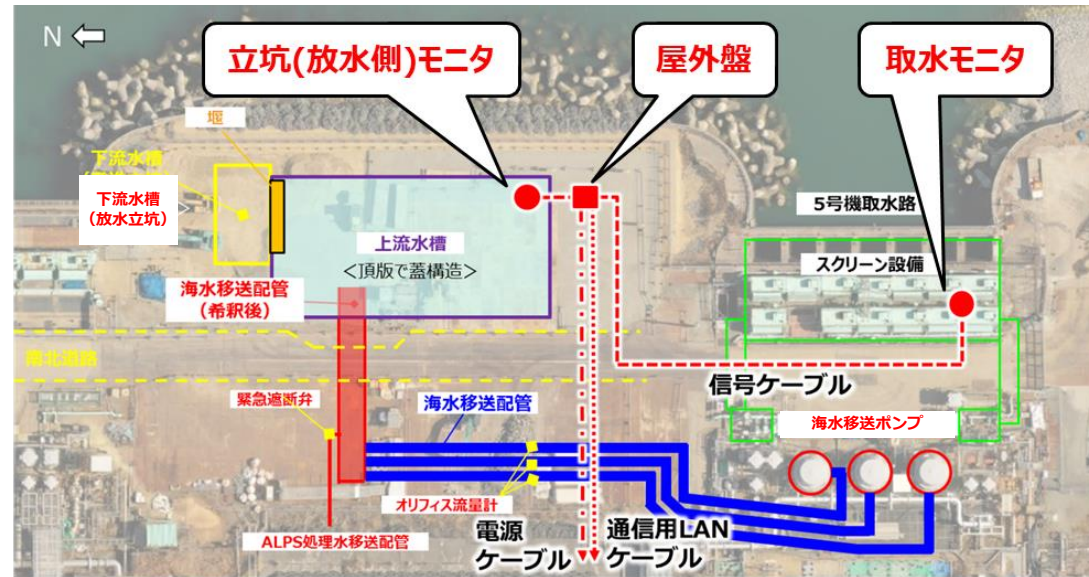 N
立坑(放水側)モニタ
屋外盤
取水モニタ
堰
下流水槽
下流水槽
（放水立坑）
5号機取水路
上流水槽
＜頂版で蓋構造＞
スクリーン設備
海水移送配管
（希釈後）
南北道路
信号ケーブル
緊急遮断弁
海水移送配管
海水移送ポンプ
オリフィス流量計
電源
ケーブル
通信用LAN
ケーブル
ALPS処理水移送配管